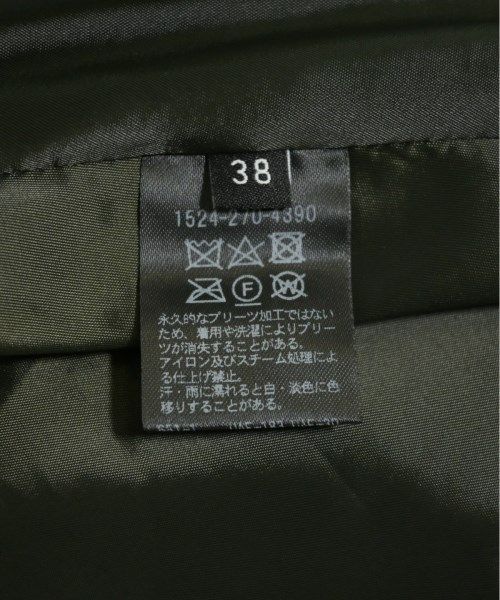 38
1524-270-4390
F
W
永久的なプリーツ加工ではない
ため、着用や洗濯によりプリー
ツが消失することがある。
アイロン及びスチーム処理によ
る仕上げ禁止。
汗・雨に濡れると白・淡色に色
移りすることがある。